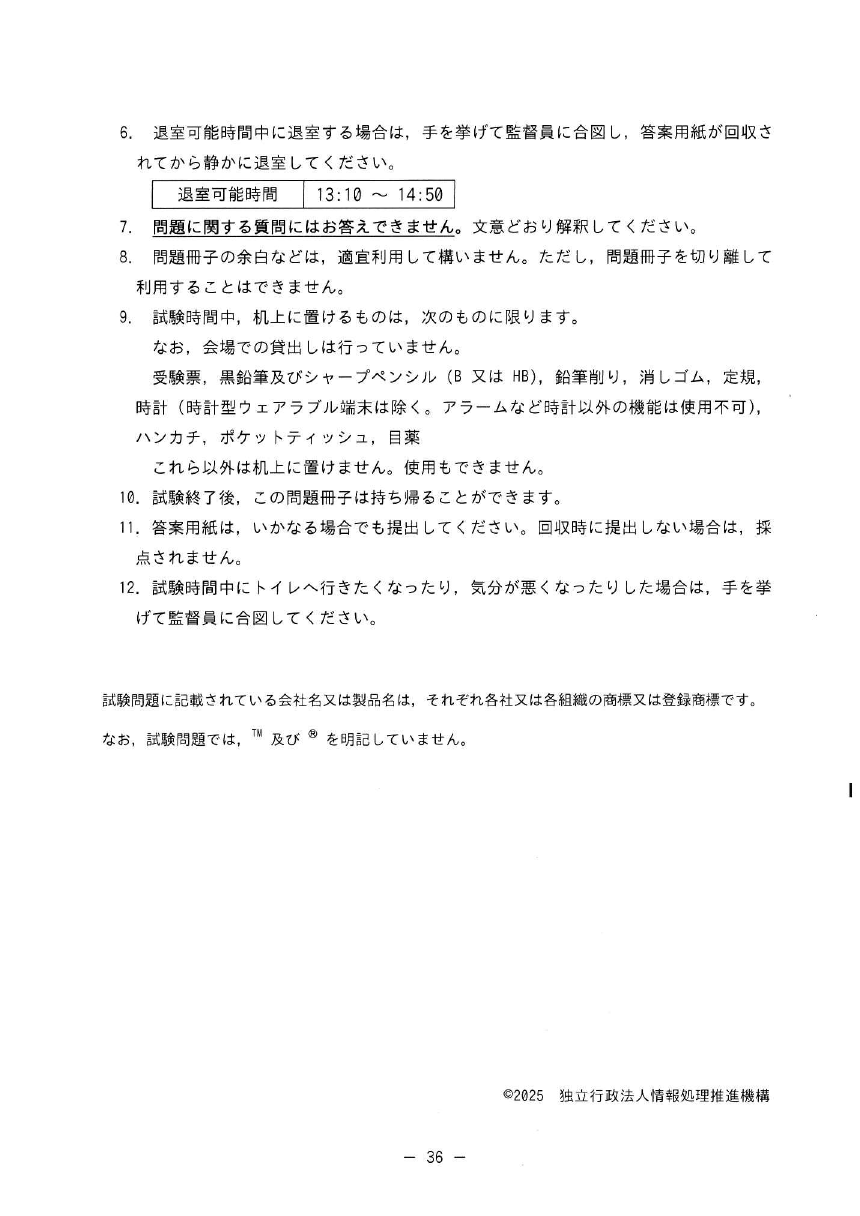 6. 退室可能時間中に退室する場合は，手を挙げて監督員に合図し，答案用紙が回収さ
れてから静かに退室してください。
退室可能時間 13:10 ～ 14:50
7. 問題に関する質問にはお答えできません。文意どおり解釈してください。
8. 問題冊子の余白などは，適宜利用して構いません。ただし，問題冊子を切り離して
利用することはできません。
9. 試験時間中，机上に置けるものは，次のものに限ります。
なお，会場での貸出しは行っていません。
受験票，黒鉛筆及びシャープペンシル（B 又は HB），鉛筆削り，消しゴム，定規，
時計（時計型ウェアラブル端末は除く。アラームなど時計以外の機能は使用不可），
ハンカチ，ポケットティッシュ，目薬
これら以外は机上に置けません。使用もできません。
10. 試験終了後，この問題冊子は持ち帰ることができます。
11. 答案用紙は，いかなる場合でも提出してください。回収時に提出しない場合は，採
点されません。
12. 試験時間中にトイレへ行きたくなったり，気分が悪くなったりした場合は，手を挙
げて監督員に合図してください。
試験問題に記載されている会社名又は製品名は，それぞれ各社又は各組織の商標又は登録商標です。
なお，試験問題では，™ 及び ® を明記していません。
©2025 独立行政法人情報処理推進機構
－ 36 －